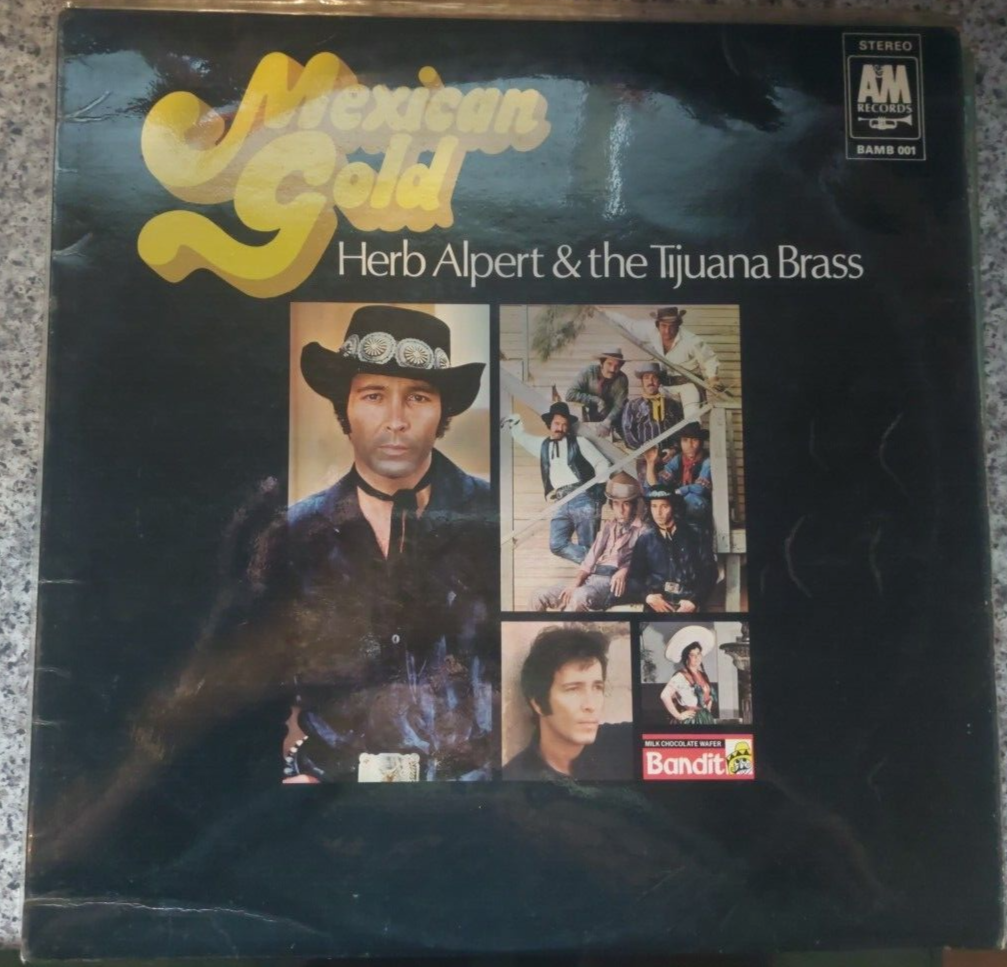 Mexican
Gold
Herb Alpert & the Tijuana Brass
STEREO
A&M
RECORDS
BAMB 001
MILK CHOCOLATE WAFER
Bandit